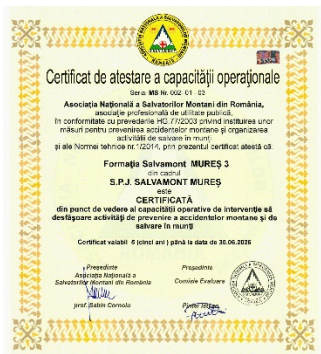 Certificat de atestare a capacităţii operaţionale
Seria MS Nr. 002-01-03
Asociaţia Naţională a Salvatorilor Montani din România,
asociaţie profesională de utilitate publică,
în conformitate cu prevederile HG.77/2003 privind instituirea unor
măsuri pentru prevenirea accidentelor montane şi organizarea
activităţii de salvare în munţi
şi ale Normei tehnice nr.1/2014, prin prezentul certificat atestă că:
Formaţia Salvamont MUREŞ 3
din cadrul
S.P.J. SALVAMONT MUREŞ
este
CERTIFICATĂ
din punct de vedere al capacităţii operative de intervenţie să
desfăşoare activităţi de prevenire a accidentelor montane şi de
salvare în munţi
Certificat valabil 5 (cinci ani) până la data de 30.06.2026
Preşedinte
Asociaţia Naţională a
Salvatorilor Montani din România
prof. Sabin Cornoiu
Preşedinte
Comisie Evaluare